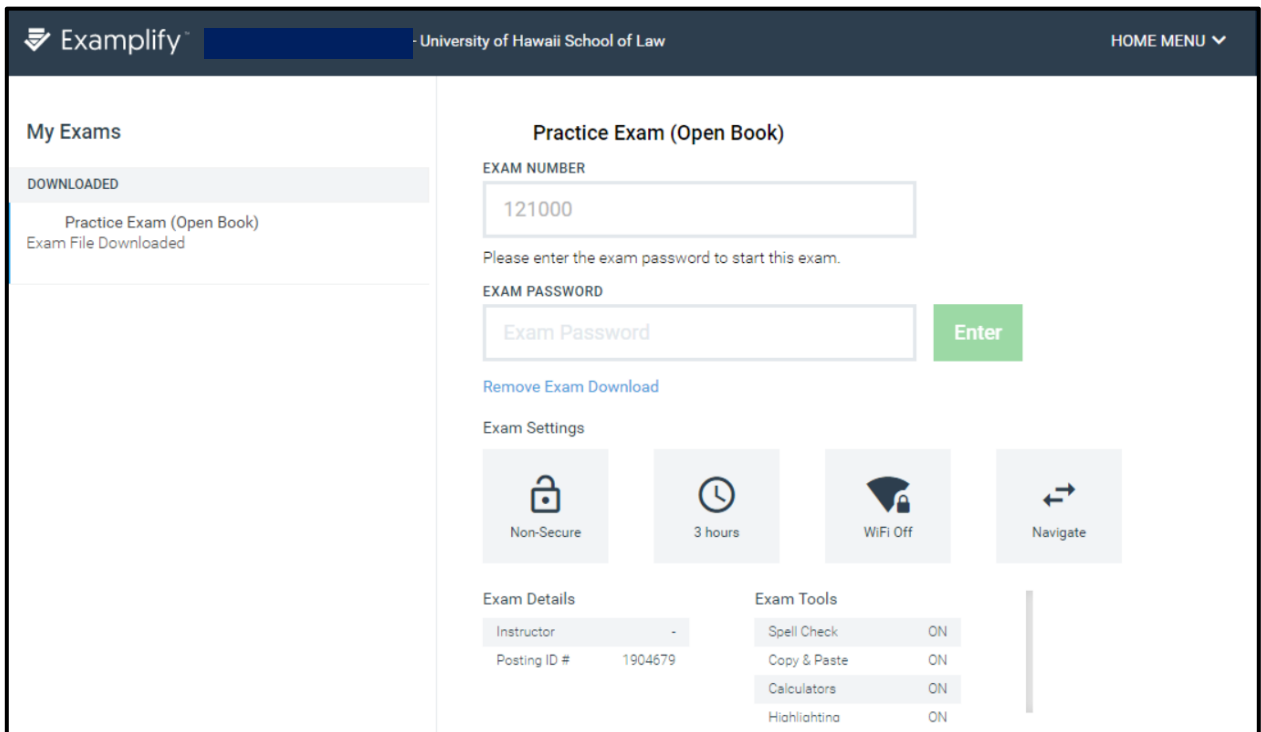 Examplify™
- University of Hawaii School of Law
HOME MENU
My Exams
DOWNLOADED
Practice Exam (Open Book)
Exam File Downloaded
Practice Exam (Open Book)
EXAM NUMBER
121000
Please enter the exam password to start this exam.
EXAM PASSWORD
Exam Password
Enter
Remove Exam Download
Exam Settings
Non-Secure
3 hours
WiFi Off
Navigate
Exam Details
Instructor -
Posting ID # 1904679
Exam Tools
Spell Check ON
Copy & Paste ON
Calculators ON
Highlighting ON